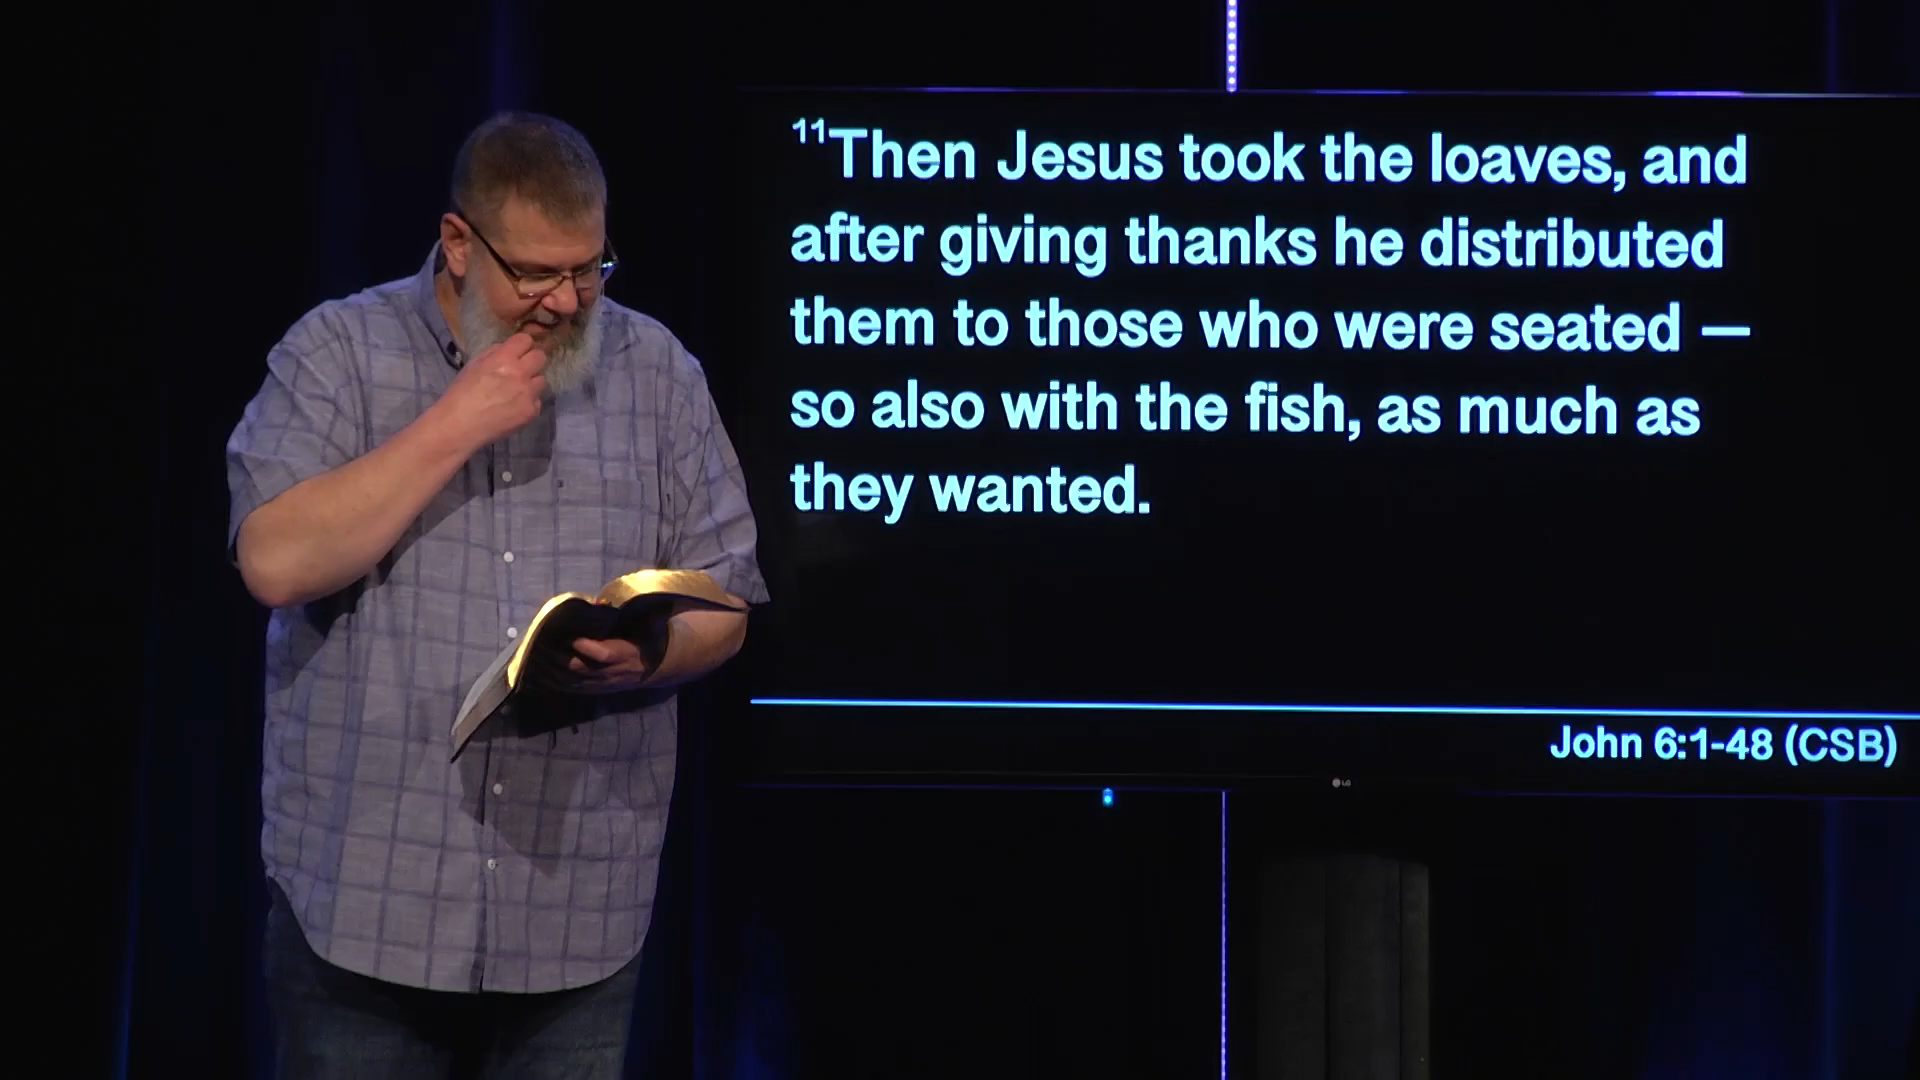 ¹¹Then Jesus took the loaves, and
after giving thanks he distributed
them to those who were seated —
so also with the fish, as much as
they wanted.
John 6:1-48 (CSB)
LG